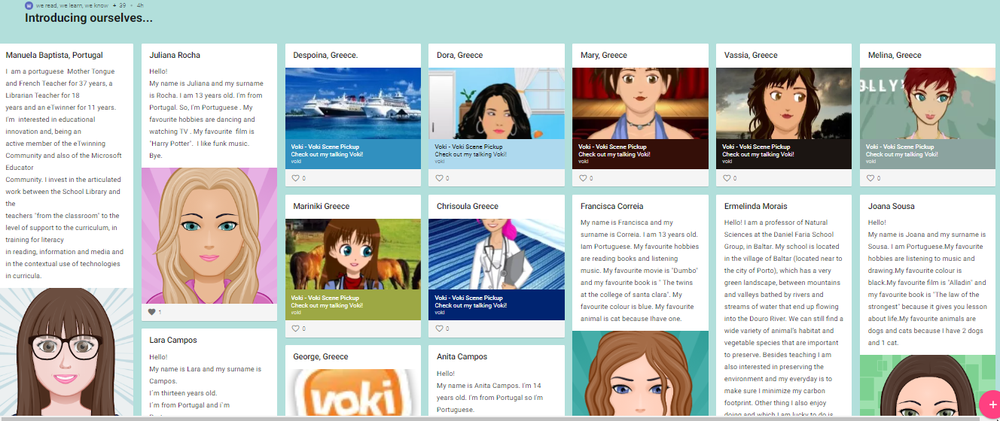 w we read, we learn, we know + 39 • 4h
Introducing ourselves...
Manuela Baptista, Portugal
I am a portuguese Mother Tongue
and French Teacher for 37 years, a
Librarian Teacher for 18
years and an eTwinner for 11 years.
I'm interested in educational
innovation and, being an
active member of the eTwinning
Community and also of the Microsoft
Educator
Community. I invest in the articulated
work between the School Library and
the
teachers "from the classroom" to the
level of support to the curriculum, in
training for literacy
in reading, information and media and
in the contextual use of technologies
in curricula.
Juliana Rocha
Hello!
My name is Juliana and my surname
is Rocha. I am 13 years old. I'm from
Portugal. So, I'm Portuguese . My
favourite hobbies are dancing and
watching TV . My favourite film is
"Harry Potter". I like funk music.
Bye.
1
Lara Campos
Hello!
My name is Lara and my surname is
Campos.
I´m thirteen years old.
I´m from Portugal and i´m
Despoina, Greece.
Voki - Voki Scene Pickup
Check out my talking Voki!
voki
0
Mariniki Greece
Voki - Voki Scene Pickup
Check out my talking Voki!
voki
0
George, Greece
voki
Dora, Greece
Voki - Voki Scene Pickup
Check out my talking Voki!
voki
0
Chrisoula Greece
Voki - Voki Scene Pickup
Check out my talking Voki!
voki
0
Anita Campos
Hello!
My name is Anita Campos. I'm 14
years old. I'm from Portugal so I'm
Portuguese.
Mary, Greece
Voki - Voki Scene Pickup
Check out my talking Voki!
voki
0
Francisca Correia
My name is Francisca and my
surname is Correia. I am 13 years old.
Iam Portuguese. My favourite hobbies
are reading books and listening
music. My favourite movie is "Dumbo"
and my favourite book is " The twins
at the college of santa clara". My
favourite colour is blue. My favourite
animal is cat because Ihave one.
Vassia, Greece
Voki - Voki Scene Pickup
Check out my talking Voki!
voki
0
Ermelinda Morais
Hello! I am a professor of Natural
Sciences at the Daniel Faria School
Group, in Baltar. My school is located
in the village of Baltar (located near to
the city of Porto), which has a very
green landscape, between mountains
and valleys bathed by rivers and
streams of water that end up flowing
into the Douro River. We can still find a
wide variety of animal's habitat and
vegetable species that are important
to preserve. Besides teaching I am
also interested in preserving the
environment and my everyday is to
make sure I minimize my carbon
footprint. Other thing I also enjoy
doing and which I am lucky to do is
Melina, Greece
OLLY'
Voki - Voki Scene Pickup
Check out my talking Voki!
voki
0
Joana Sousa
Hello!
My name is Joana and my surname is
Sousa. I am Portuguese.My favourite
hobbies are listening to music and
drawing.My favourite colour is
black.My favourite film is "Alladin" and
my favourite book is "The law of the
strongest" because it gives you lesson
about life.My favourite animals are
dogs and cats because I have 2 dogs
and 1 cat.
+